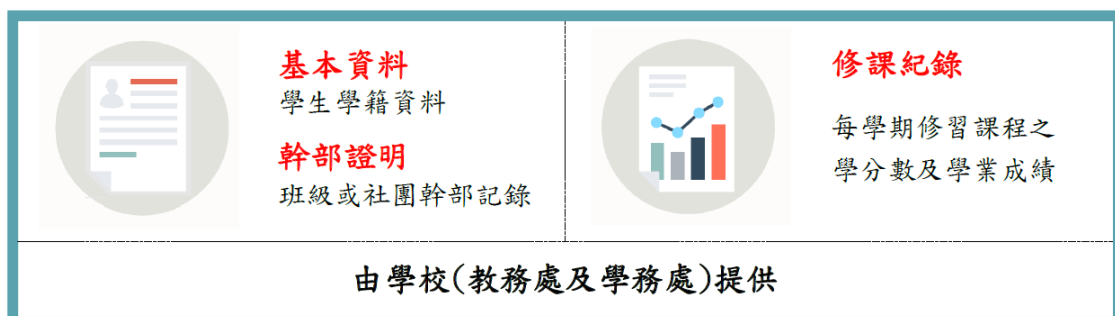 基本資料
學生學籍資料
幹部證明
班級或社團幹部記錄
修課紀錄
每學期修習課程之
學分數及學業成績
由學校(教務處及學務處)提供